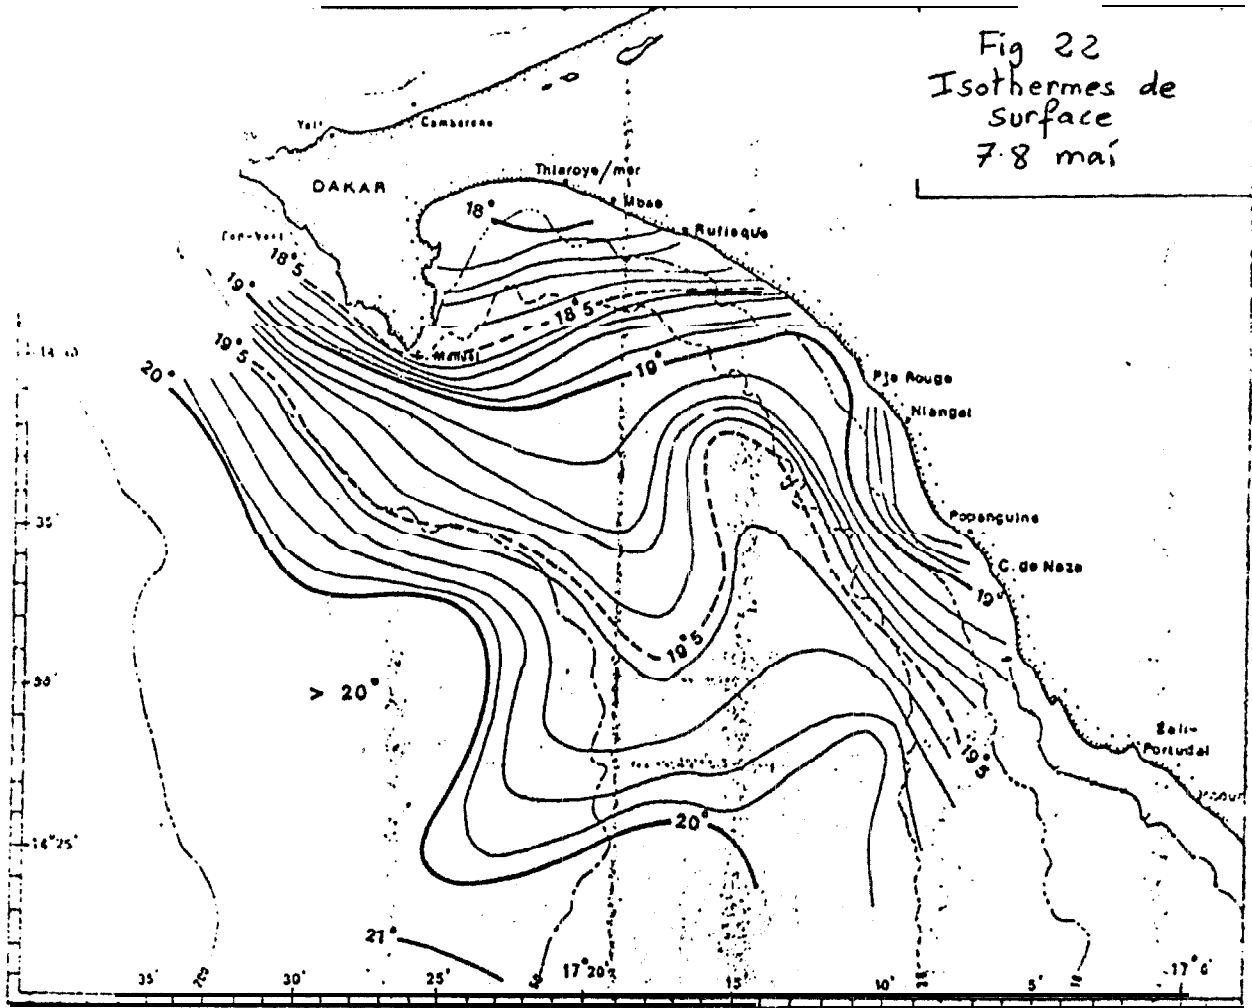 Fig 22
Isothermes de
surface
7.8 mai
Yoff
Camberene
DAKAR
Thiaroye/mer
Mbao
Rufisque
18°
18°5
19°
19°5
20°
18°5
Manuel
19°
Pte Rouge
Niangal
Popenguine
C. de Naze
19°
19°5
> 20°
19°5
Sali-
Portudal
20°
21°
14°40
35'
30'
14°25'
35'
30'
25'
17°20'
15'
10'
5'
17°0'